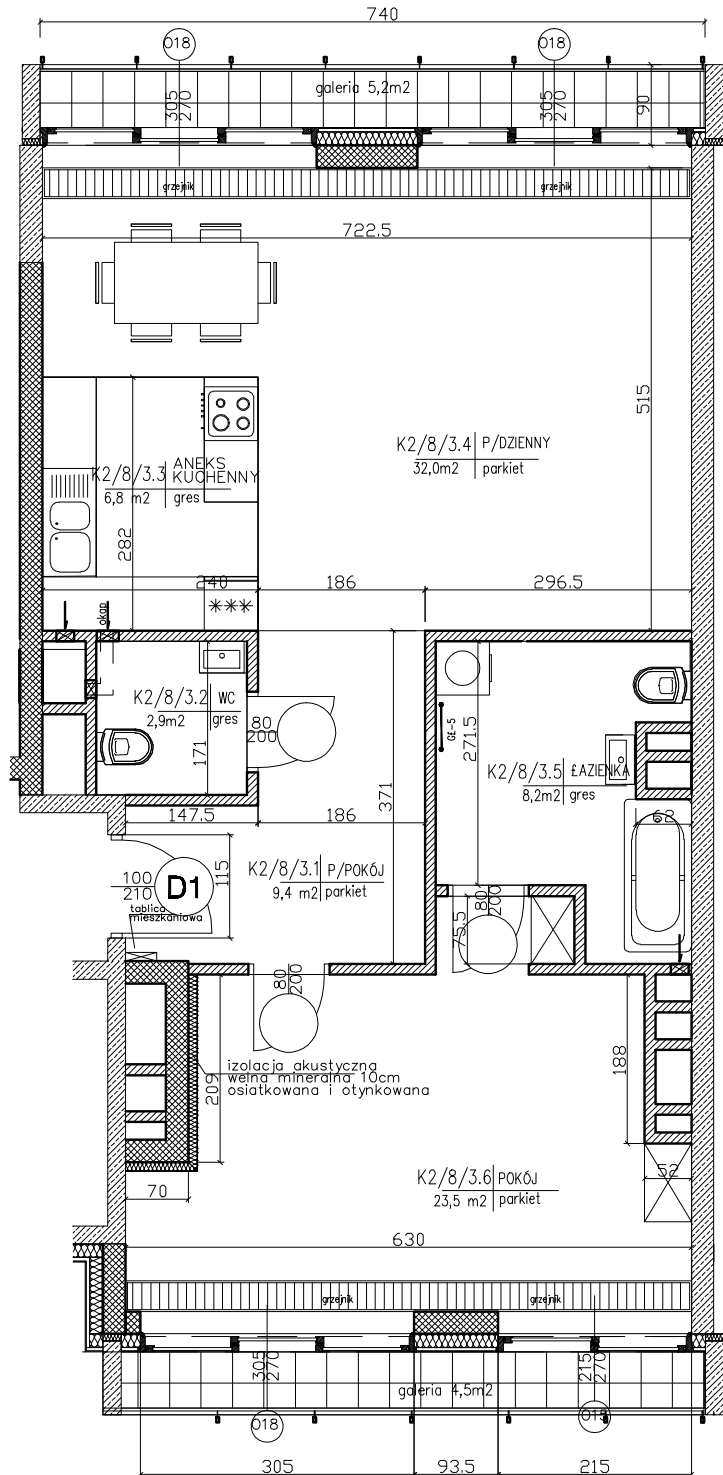 740
O18
O18
galeria 5,2m2
305
270
305
270
90
grzejnik
grzejnik
722.5
515
K2/8/3.4 P/DZIENNY
32,0m2 parkiet
K2/8/3.3 ANEKS KUCHENNY
6,8 m2 gres
282
240
186
296.5
***
okap
K2/8/3.2 WC
2,9m2 gres
171
80
200
GŁ-5
271.5
K2/8/3.5 ŁAZIENKA
8,2m2 gres
62
371
147.5
186
115
K2/8/3.1 P/POKÓJ
9,4 m2 parkiet
100
210
D1
tablica
mieszkaniowa
80
200
75.5
80
200
izolacja akustyczna
wełna mineralna 10cm
osiatkowana i otynkowana
209
188
70
52
K2/8/3.6 POKÓJ
23,5 m2 parkiet
630
grzejnik
grzejnik
305
270
215
270
galeria 4,5m2
O18
305
93.5
215